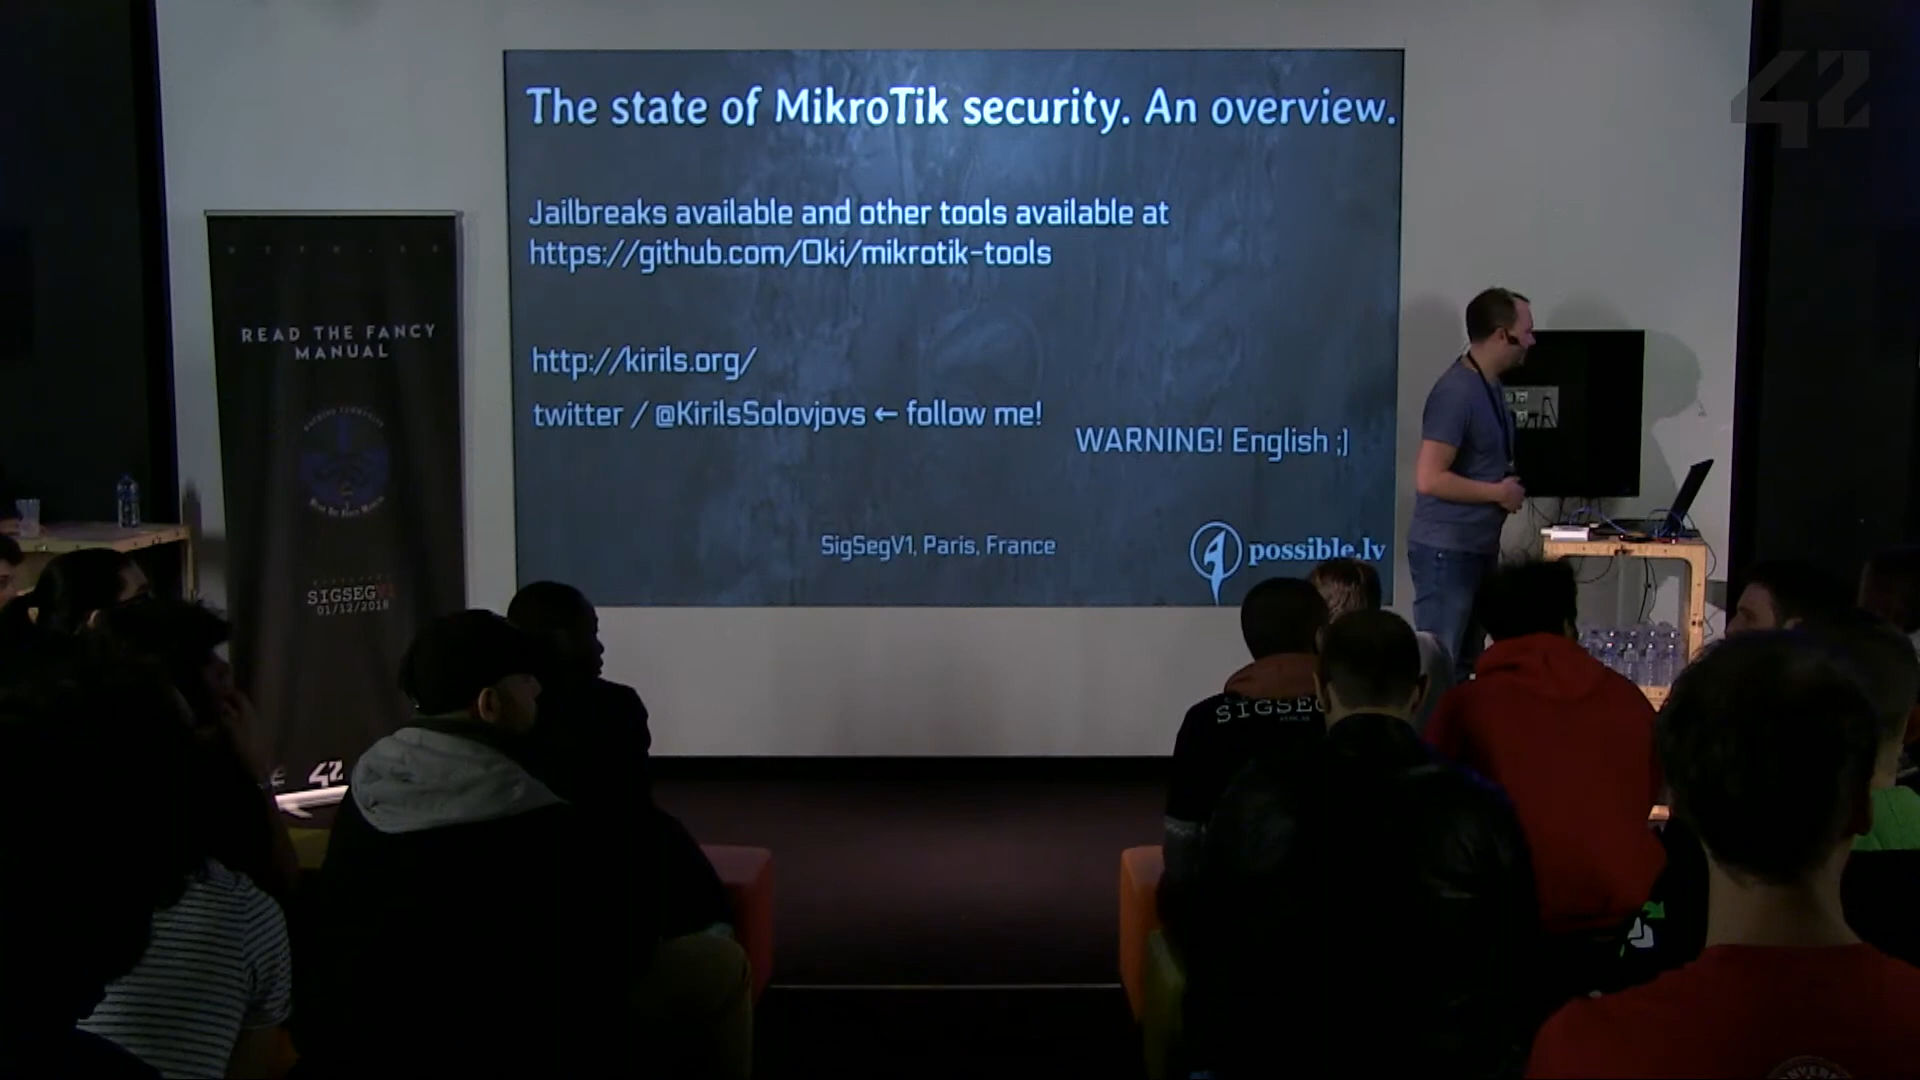 The state of MikroTik security. An overview.
Jailbreaks available and other tools available at
https://github.com/0ki/mikrotik-tools
http://kirils.org/
twitter / @KirilsSolovjovs ← follow me!
WARNING! English ;)
SigSegV1, Paris, France
possible.lv
READ THE FANCY
MANUAL
SIGSEGV1
01/12/2018
42
SIGSEG
42